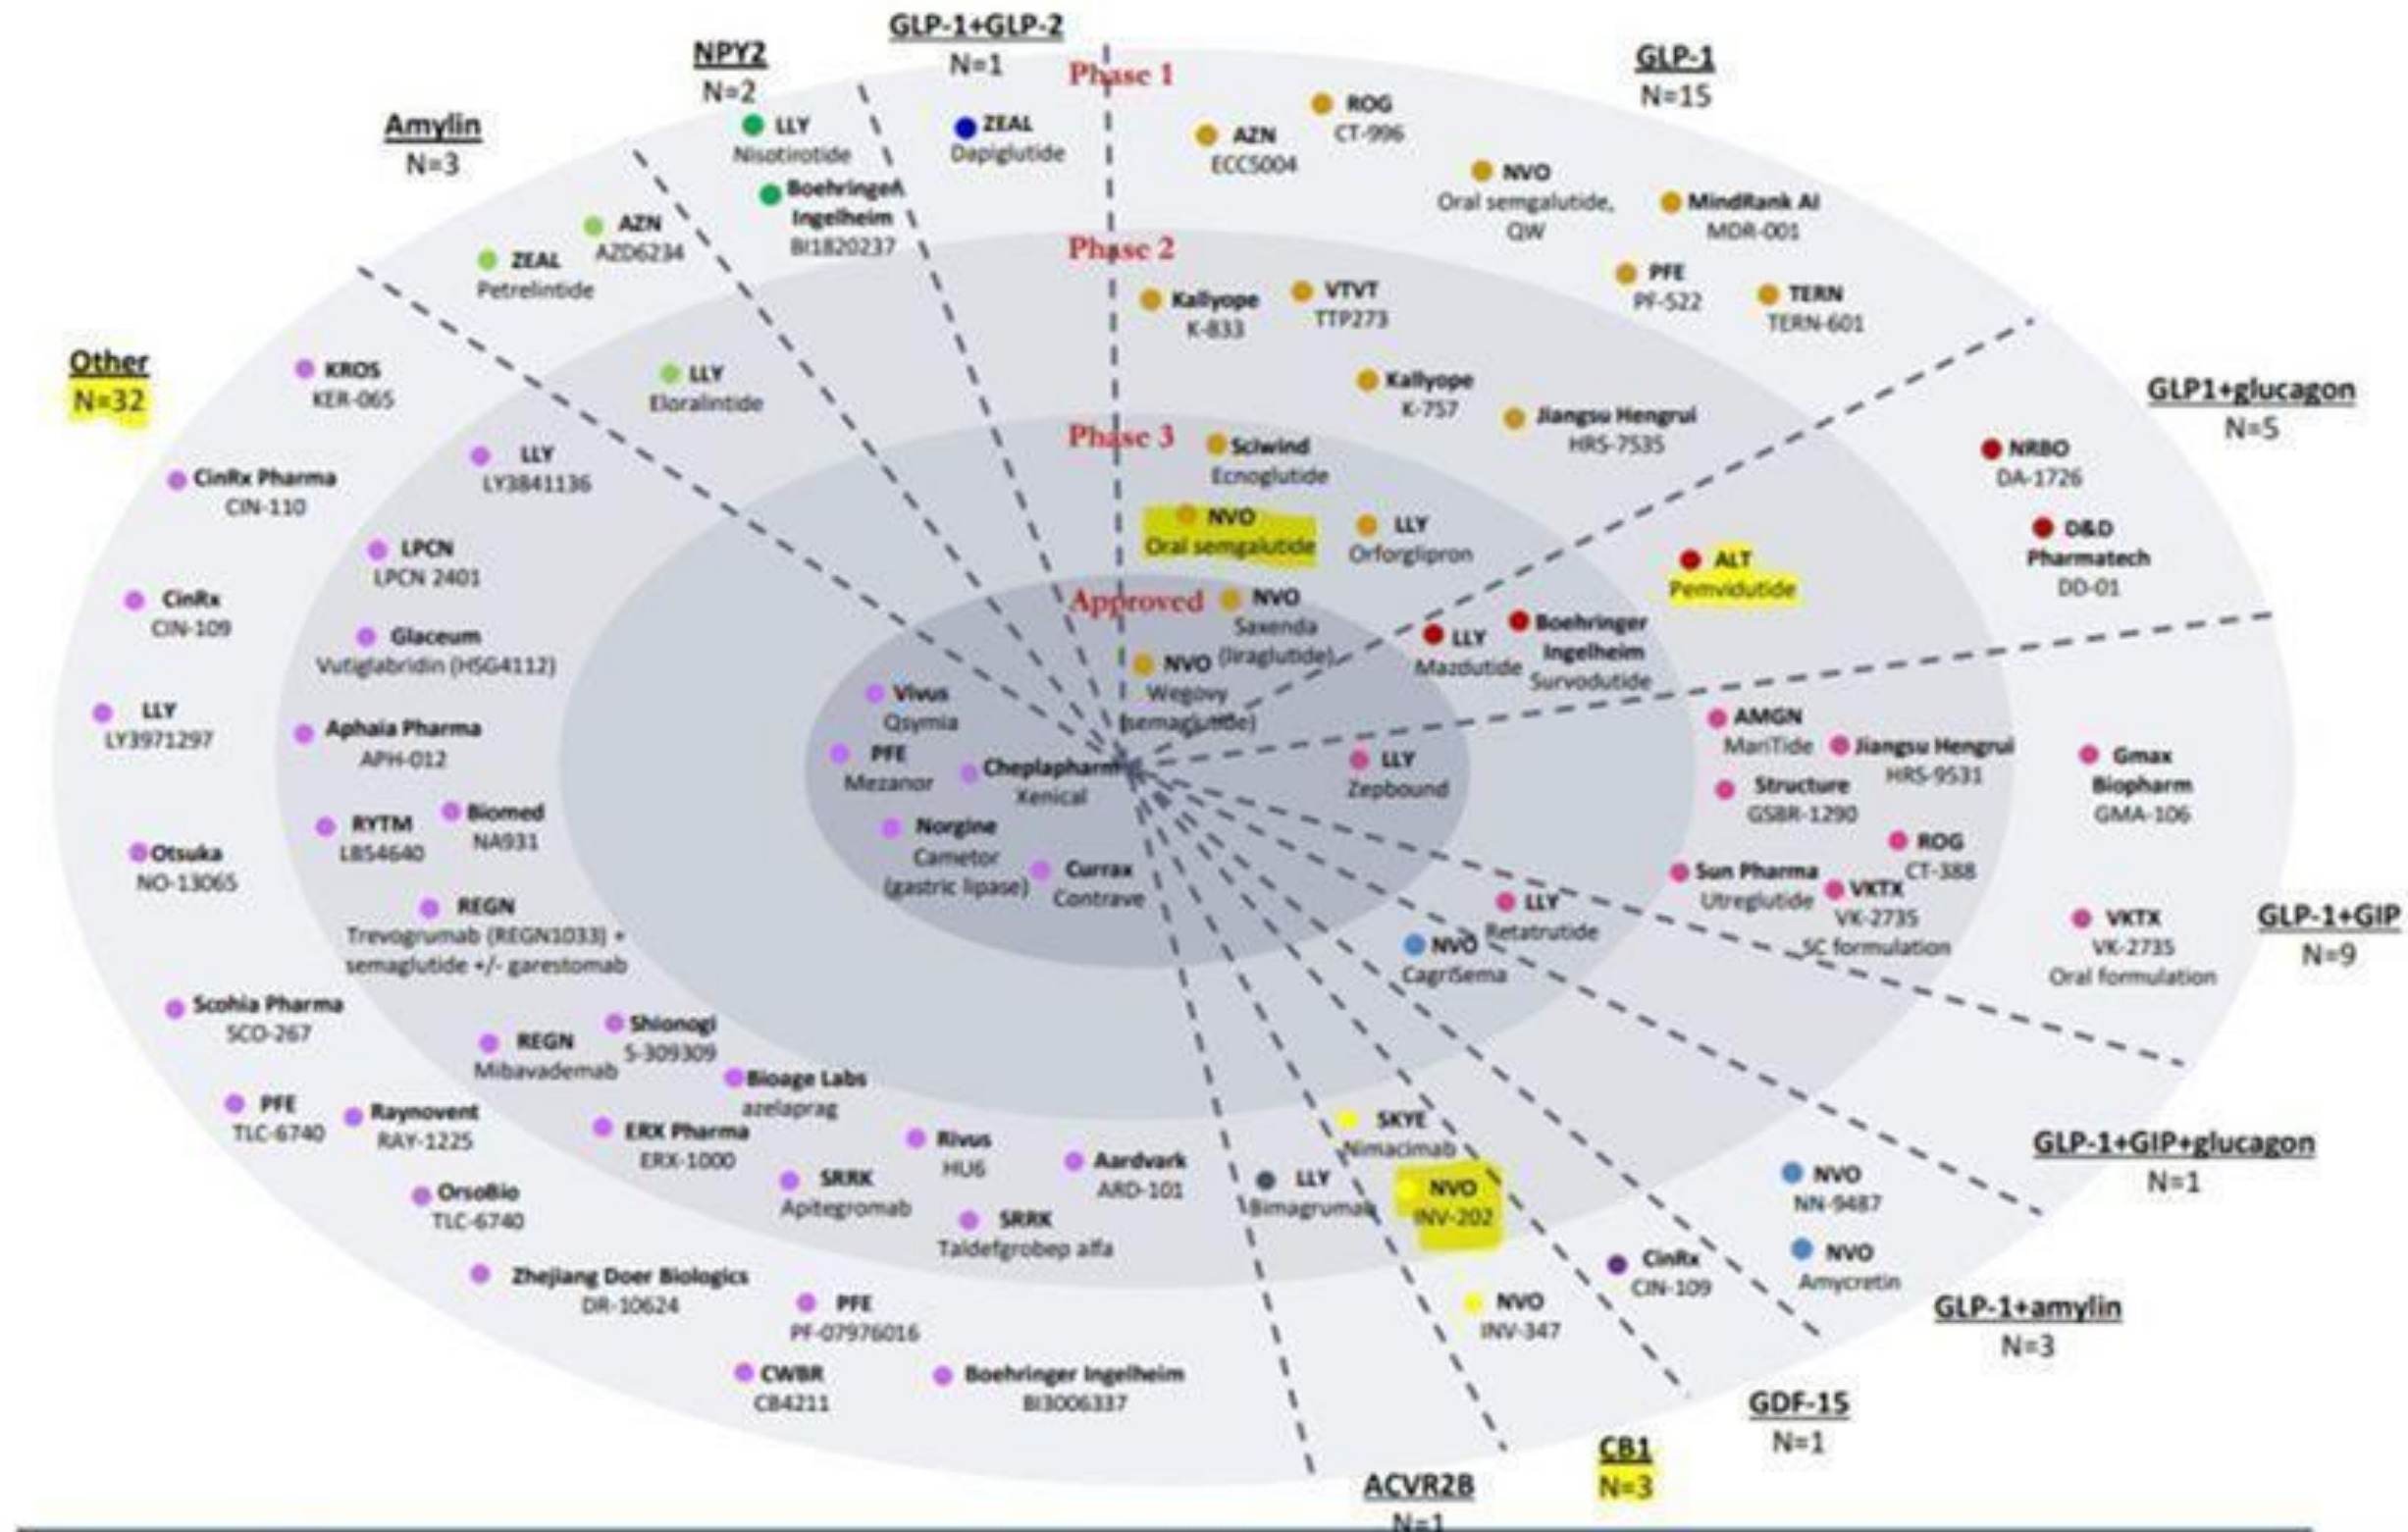 GLP-1+GLP-2
N=1
NPY2
N=2
Amylin
N=3
Other
N=32
GLP-1
N=15
GLP1+glucagon
N=5
GLP-1+GIP
N=9
GLP-1+GIP+glucagon
N=1
GLP-1+amylin
N=3
GDF-15
N=1
CB1
N=3
ACVR2B
N=1
Phase 1
Phase 2
Phase 3
Approved
ZEAL
Dapiglutide
LLY
Nisotirotide
Boehringer
Ingelheim
BI1820237
AZN
AZD6234
ZEAL
Petrelintide
LLY
Eloralintide
ROG
CT-996
AZN
ECC5004
NVO
Oral semgalutide,
QW
MindRank AI
MDR-001
PFE
PF-522
TERN
TERN-601
Kallyope
K-833
VTVT
TTP273
Kallyope
K-757
Jiangsu Hengrui
HRS-7535
Sciwind
Ecnoglutide
NVO
Oral semgalutide
LLY
Orforglipron
NVO
Saxenda
(liraglutide)
NVO
Wegovy
(semaglutide)
NRBO
DA-1726
D&D
Pharmatech
DD-01
ALT
Pemvidutide
LLY
Mazdutide
Boehringer
Ingelheim
Survodutide
AMGN
MariTide
Jiangsu Hengrui
HRS-9531
Structure
GSBR-1290
ROG
CT-388
Sun Pharma
Utreglutide
VKTX
VK-2735
SC formulation
Gmax
Biopharm
GMA-106
VKTX
VK-2735
Oral formulation
LLY
Zepbound
LLY
Retatrutide
NVO
CagriSema
NVO
NN-9487
NVO
Amycretin
CinRx
CIN-109
SKYE
Nimacimab
NVO
INV-202
NVO
INV-347
LLY
Bimagrumab
KROS
KER-065
CinRx Pharma
CIN-110
LLY
LY3841136
LPCN
LPCN 2401
CinRx
CIN-109
Glaceum
Vutiglabridin (HSG4112)
LLY
LY3971297
Aphaia Pharma
APH-012
RYTM
LB54640
Biomed
NA931
Otsuka
NO-13065
REGN
Trevogrumab (REGN1033) +
semaglutide +/- garestomab
Scohia Pharma
SCO-267
REGN
Mibavademab
Shionogi
S-309309
Bioage Labs
azelaprag
PFE
TLC-6740
Raynovent
RAY-1225
ERX Pharma
ERX-1000
Rivus
HU6
Aardvark
ARD-101
SRRK
Apitegromab
SRRK
Taldefgrobep alfa
OrsoBio
TLC-6740
Zhejiang Doer Biologics
DR-10624
PFE
PF-07976016
CWBR
CB4211
Boehringer Ingelheim
BI3006337
Vivus
Qsymia
PFE
Mezanor
Cheplapharm
Xenical
Norgine
Cametor
(gastric lipase)
Currax
Contrave